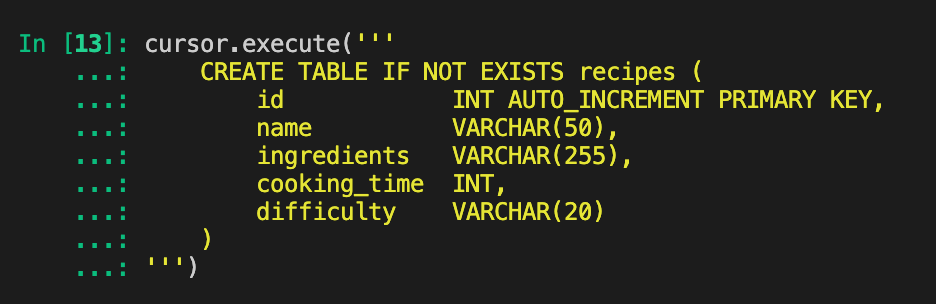 In [13]: cursor.execute('''
    ...:     CREATE TABLE IF NOT EXISTS recipes (
    ...:         id            INT AUTO_INCREMENT PRIMARY KEY,
    ...:         name          VARCHAR(50),
    ...:         ingredients   VARCHAR(255),
    ...:         cooking_time  INT,
    ...:         difficulty    VARCHAR(20)
    ...:     )
    ...: ''')